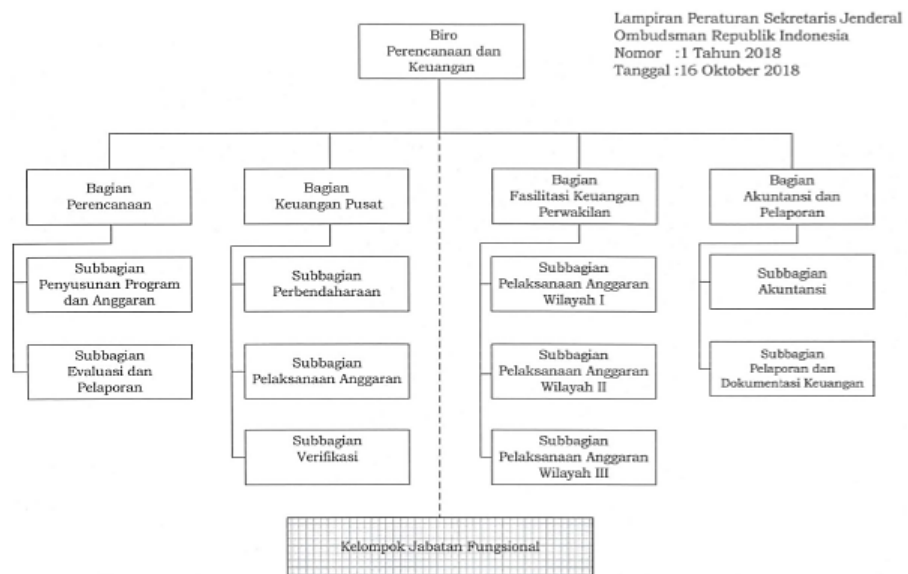 Lampiran Peraturan Sekretaris Jenderal
Ombudsman Republik Indonesia
Nomor :1 Tahun 2018
Tanggal :16 Oktober 2018
Biro
Perencanaan dan
Keuangan
Bagian
Perencanaan
Bagian
Keuangan Pusat
Bagian
Fasilitasi Keuangan
Perwakilan
Bagian
Akuntansi dan
Pelaporan
Subbagian
Penyusunan Program
dan Anggaran
Subbagian
Perbendaharaan
Subbagian
Pelaksanaan Anggaran
Wilayah I
Subbagian
Akuntansi
Subbagian
Evaluasi dan
Pelaporan
Subbagian
Pelaksanaan Anggaran
Subbagian
Pelaksanaan Anggaran
Wilayah II
Subbagian
Pelaporan dan
Dokumentasi Keuangan
Subbagian
Verifikasi
Subbagian
Pelaksanaan Anggaran
Wilayah III
Kelompok Jabatan Fungsional